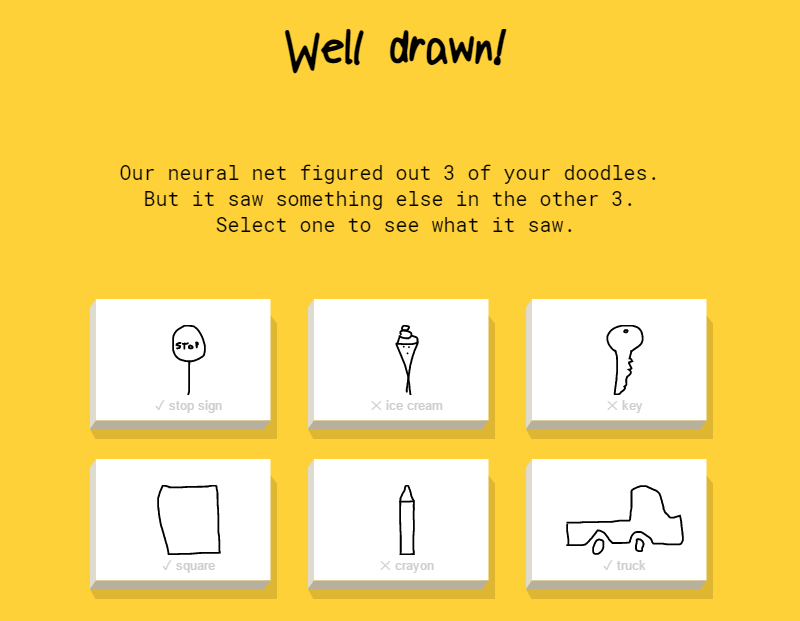 Well drawn!
Our neural net figured out 3 of your doodles.
But it saw something else in the other 3.
Select one to see what it saw.
STOP
✓ stop sign
✕ ice cream
✕ key
✓ square
✕ crayon
✓ truck